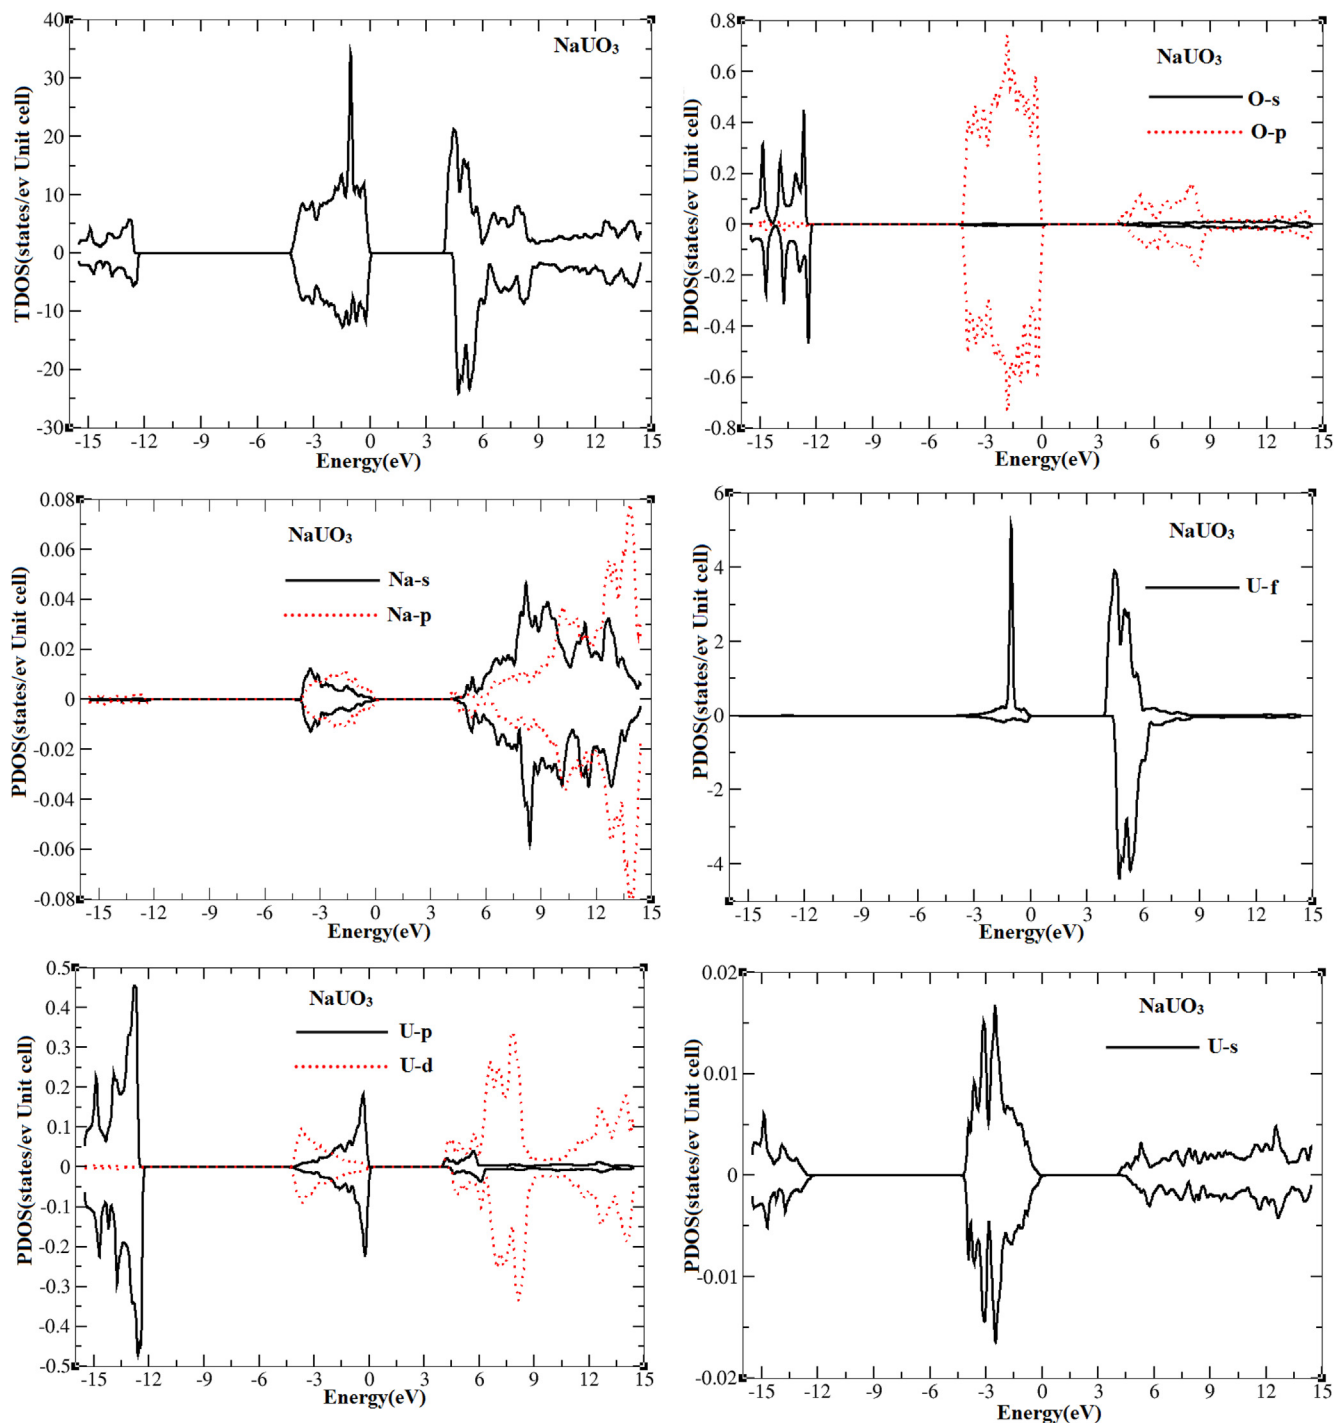 40
30
20
10
0
-10
-20
-30
TDOS(states/ev Unit cell)
NaUO₃
-15 -12 -9 -6 -3 0 3 6 9 12 15
Energy(eV)
0.8
0.6
0.4
0.2
0
-0.2
-0.4
-0.6
-0.8
PDOS(states/ev Unit cell)
NaUO₃
O-s
O-p
-15 -12 -9 -6 -3 0 3 6 9 12 15
Energy(eV)
0.08
0.06
0.04
0.02
0
-0.02
-0.04
-0.06
-0.08
PDOS(states/ev Unit cell)
NaUO₃
Na-s
Na-p
-15 -12 -9 -6 -3 0 3 6 9 12 15
Energy(eV)
6
4
2
0
-2
-4
PDOS(states/ev Unit cell)
NaUO₃
U-f
-15 -12 -9 -6 -3 0 3 6 9 12 15
Energy(eV)
0.5
0.4
0.3
0.2
0.1
0
-0.1
-0.2
-0.3
-0.4
-0.5
PDOS(states/ev Unit cell)
NaUO₃
U-p
U-d
-15 -12 -9 -6 -3 0 3 6 9 12 15
Energy(eV)
0.02
0.01
0
-0.01
-0.02
PDOS(states/ev Unit cell)
NaUO₃
U-s
-15 -12 -9 -6 -3 0 3 6 9 12 15
Energy(eV)